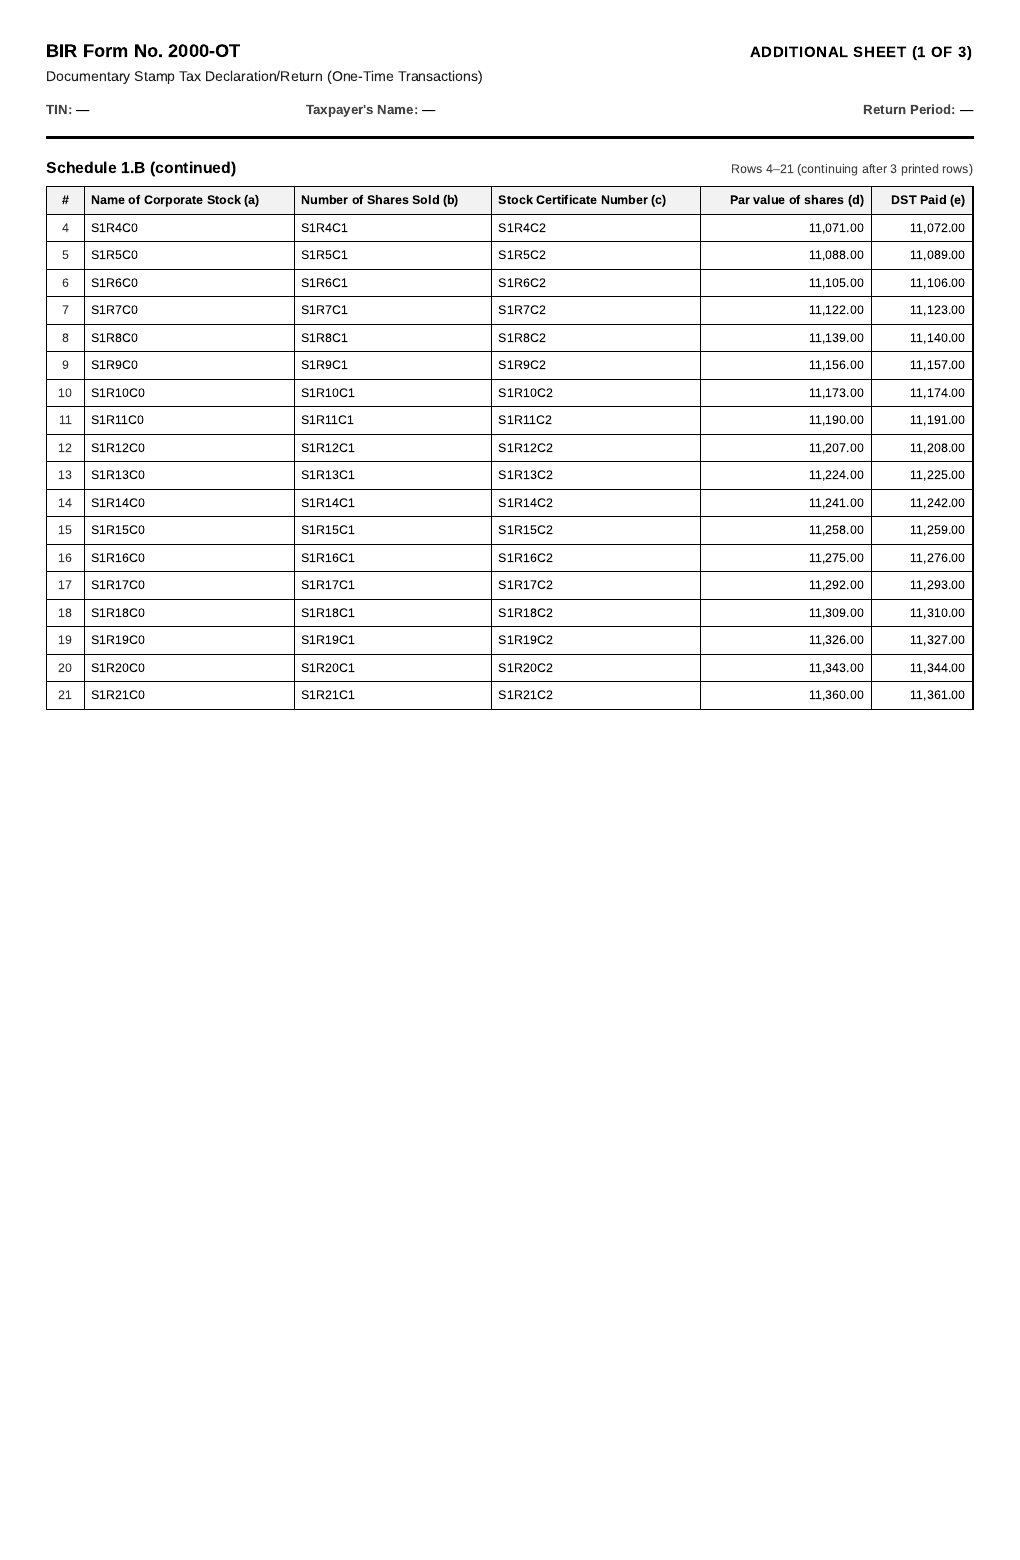 BIR Form No. 2000-OT ADDITIONAL SHEET (1 OF 3)
Documentary Stamp Tax Declaration/Return (One-Time Transactions)
TIN: — Taxpayer's Name: — Return Period: —
Schedule 1.B (continued) Rows 4–21 (continuing after 3 printed rows)
# Name of Corporate Stock (a) Number of Shares Sold (b) Stock Certificate Number (c) Par value of shares (d) DST Paid (e)
4 S1R4C0 S1R4C1 S1R4C2 11,071.00 11,072.00
5 S1R5C0 S1R5C1 S1R5C2 11,088.00 11,089.00
6 S1R6C0 S1R6C1 S1R6C2 11,105.00 11,106.00
7 S1R7C0 S1R7C1 S1R7C2 11,122.00 11,123.00
8 S1R8C0 S1R8C1 S1R8C2 11,139.00 11,140.00
9 S1R9C0 S1R9C1 S1R9C2 11,156.00 11,157.00
10 S1R10C0 S1R10C1 S1R10C2 11,173.00 11,174.00
11 S1R11C0 S1R11C1 S1R11C2 11,190.00 11,191.00
12 S1R12C0 S1R12C1 S1R12C2 11,207.00 11,208.00
13 S1R13C0 S1R13C1 S1R13C2 11,224.00 11,225.00
14 S1R14C0 S1R14C1 S1R14C2 11,241.00 11,242.00
15 S1R15C0 S1R15C1 S1R15C2 11,258.00 11,259.00
16 S1R16C0 S1R16C1 S1R16C2 11,275.00 11,276.00
17 S1R17C0 S1R17C1 S1R17C2 11,292.00 11,293.00
18 S1R18C0 S1R18C1 S1R18C2 11,309.00 11,310.00
19 S1R19C0 S1R19C1 S1R19C2 11,326.00 11,327.00
20 S1R20C0 S1R20C1 S1R20C2 11,343.00 11,344.00
21 S1R21C0 S1R21C1 S1R21C2 11,360.00 11,361.00